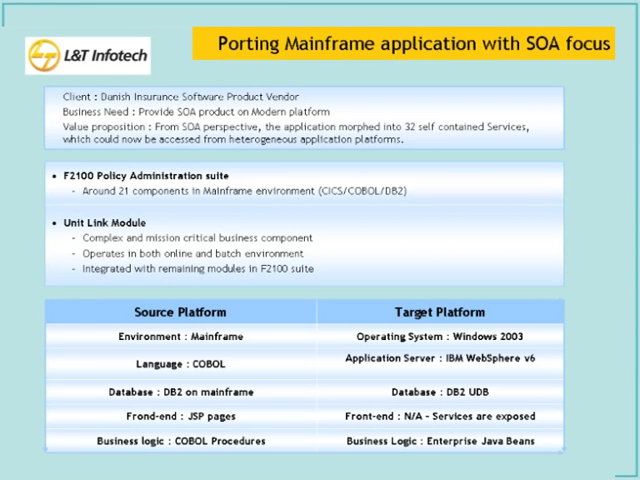 L&T Infotech
Porting Mainframe application with SOA focus
Client : Danish Insurance Software Product Vendor
Business Need : Provide SOA product on Modern platform
Value proposition : From SOA perspective, the application morphed into 32 self contained Services,
which could now be accessed from heterogeneous application platforms.
• F2100 Policy Administration suite
- Around 21 components in Mainframe environment (CICS/COBOL/DB2)
• Unit Link Module
- Complex and mission critical business component
- Operates in both online and batch environment
- Integrated with remaining modules in F2100 suite
Source Platform Target Platform
Environment : Mainframe Operating System : Windows 2003
Language : COBOL Application Server : IBM WebSphere v6
Database : DB2 on mainframe Database : DB2 UDB
Frond-end : JSP pages Front-end : N/A - Services are exposed
Business logic : COBOL Procedures Business Logic : Enterprise Java Beans